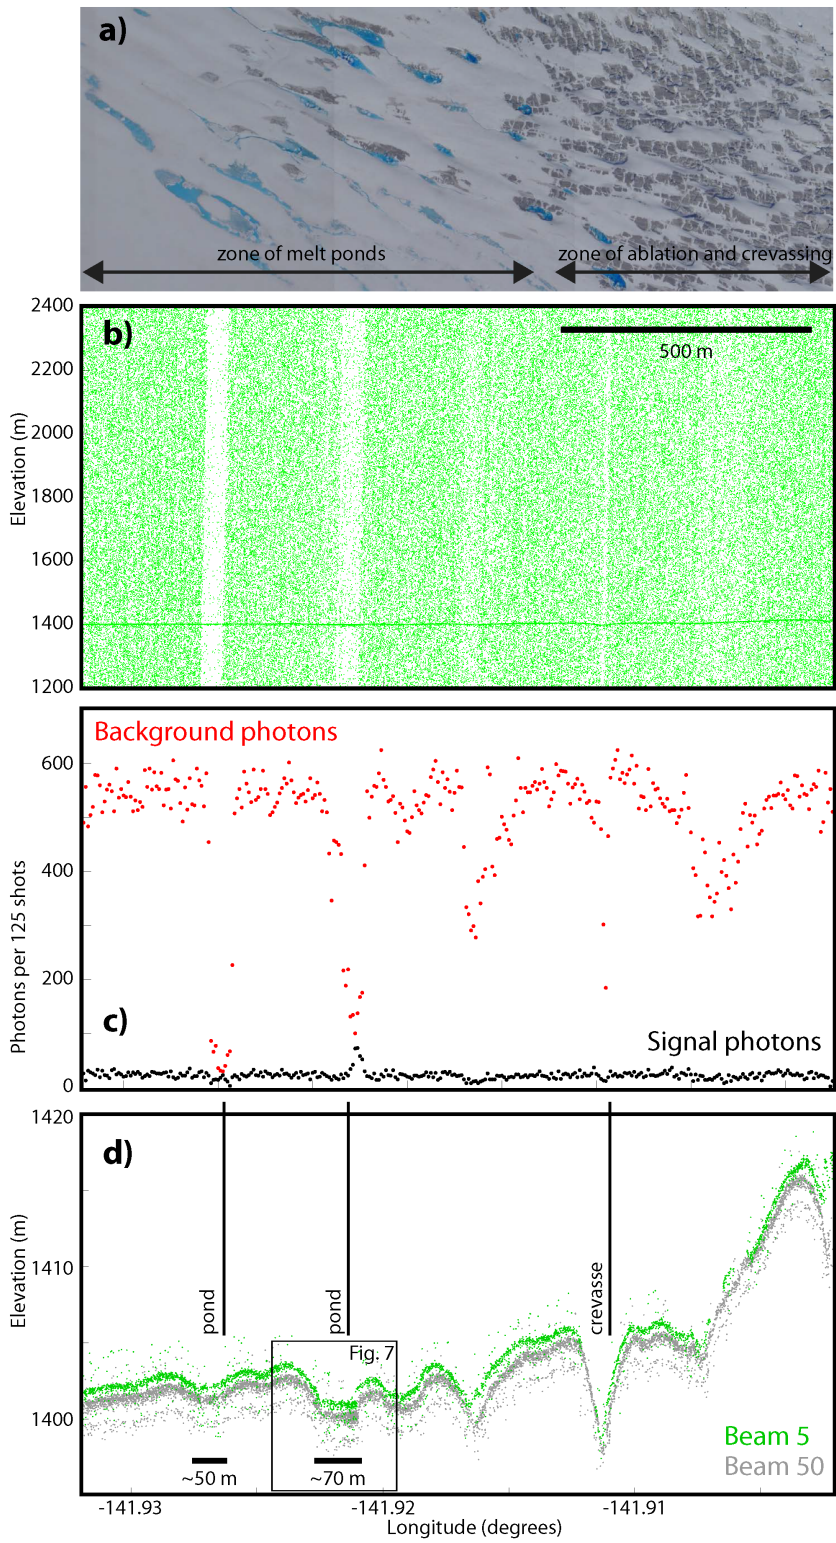 a)
zone of melt ponds
zone of ablation and crevassing
2400
b)
500 m
2200
2000
1800
1600
1400
1200
Elevation (m)
Background photons
600
400
200
0
Photons per 125 shots
c)
Signal photons
1420
d)
1410
1400
Elevation (m)
pond
pond
crevasse
Fig. 7
~50 m
~70 m
Beam 5
Beam 50
-141.93
-141.92
-141.91
Longitude (degrees)